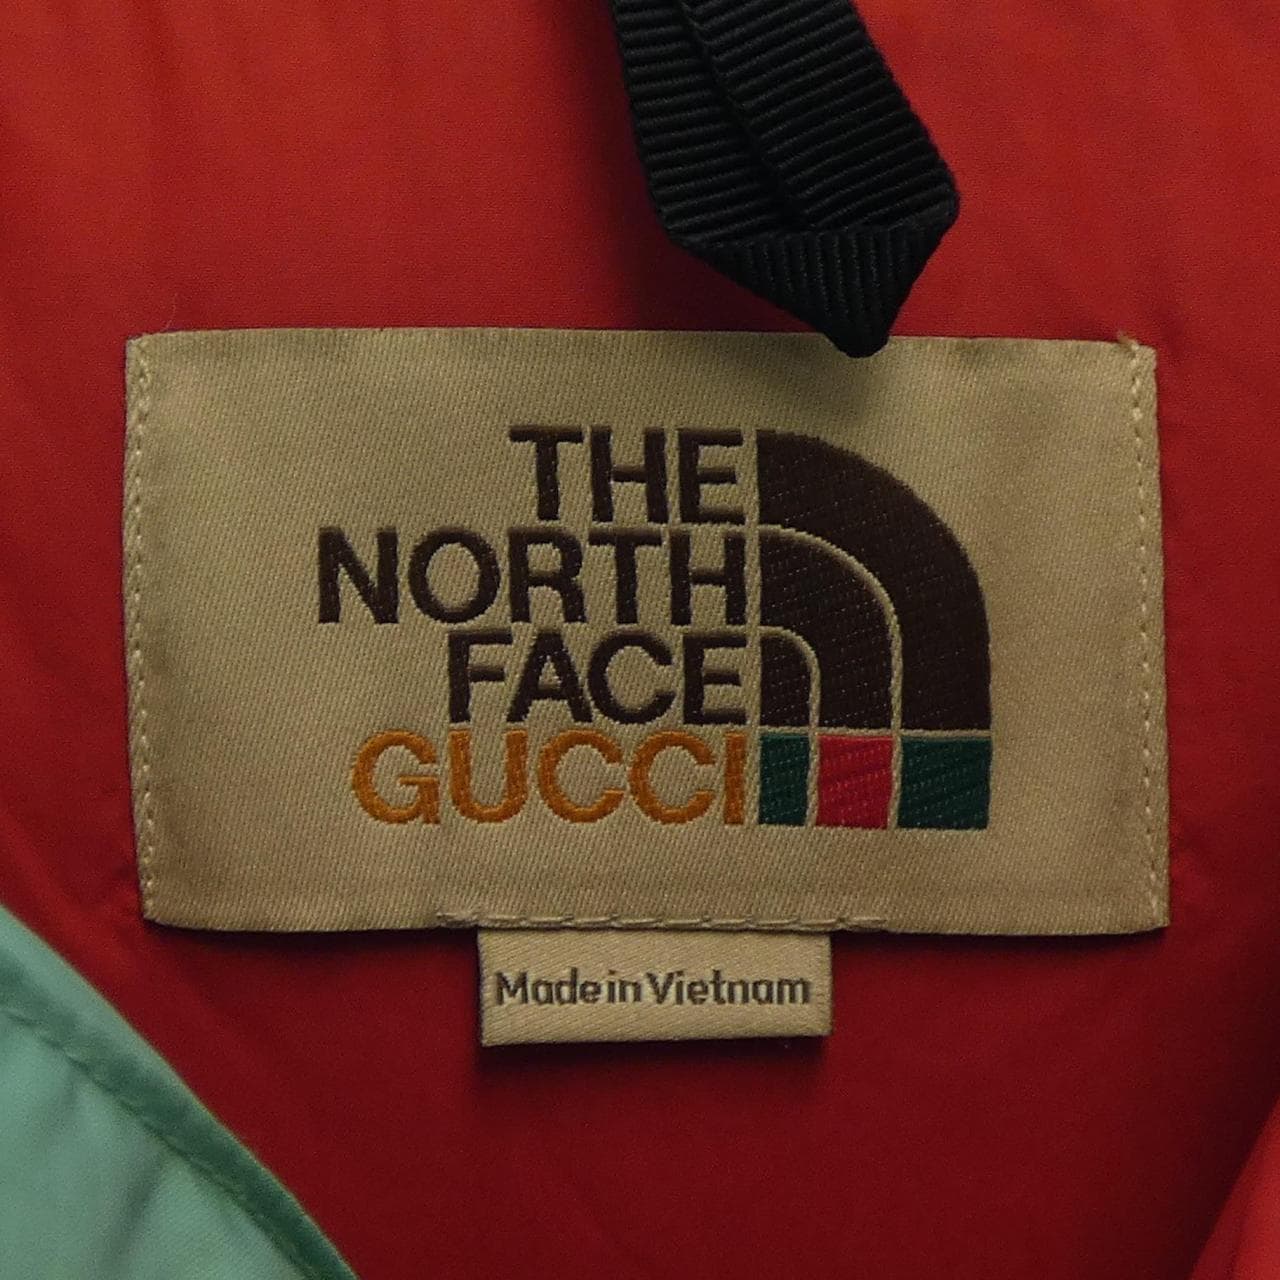 THE
NORTH
FACE
GUCCI
Made in Vietnam